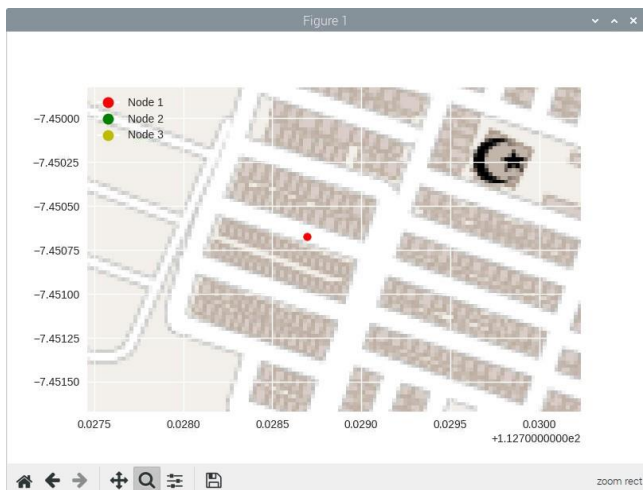 Figure 1
Node 1
Node 2
Node 3
−7.45000
−7.45025
−7.45050
−7.45075
−7.45100
−7.45125
−7.45150
0.0275 0.0280 0.0285 0.0290 0.0295 0.0300
+1.1270000000e2
zoom rect